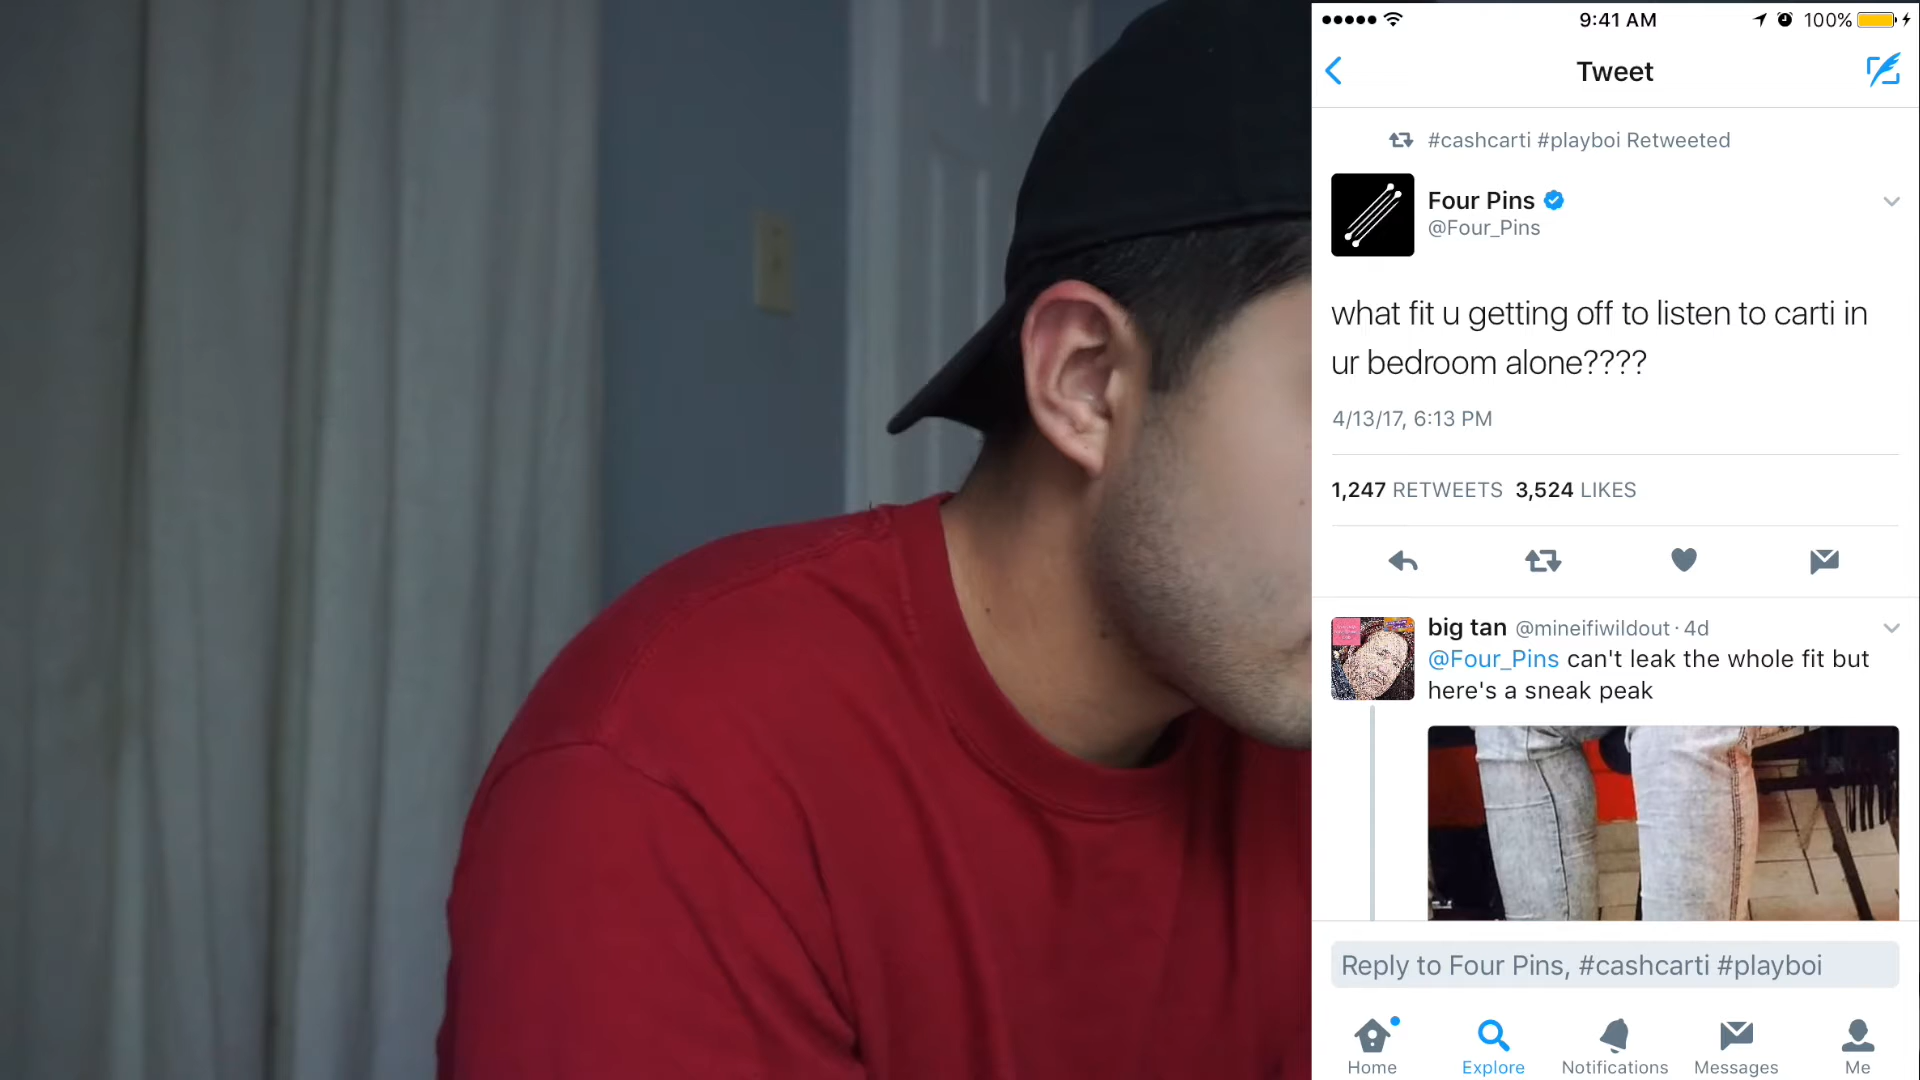 9:41 AM
100%
Tweet
#cashcarti #playboi Retweeted
Four Pins
@Four_Pins
what fit u getting off to listen to carti in
ur bedroom alone????
4/13/17, 6:13 PM
1,247 RETWEETS 3,524 LIKES
big tan @mineifiwildout · 4d
@Four_Pins can't leak the whole fit but
here's a sneak peak
Reply to Four Pins, #cashcarti #playboi
Home
Explore
Notifications
Messages
Me